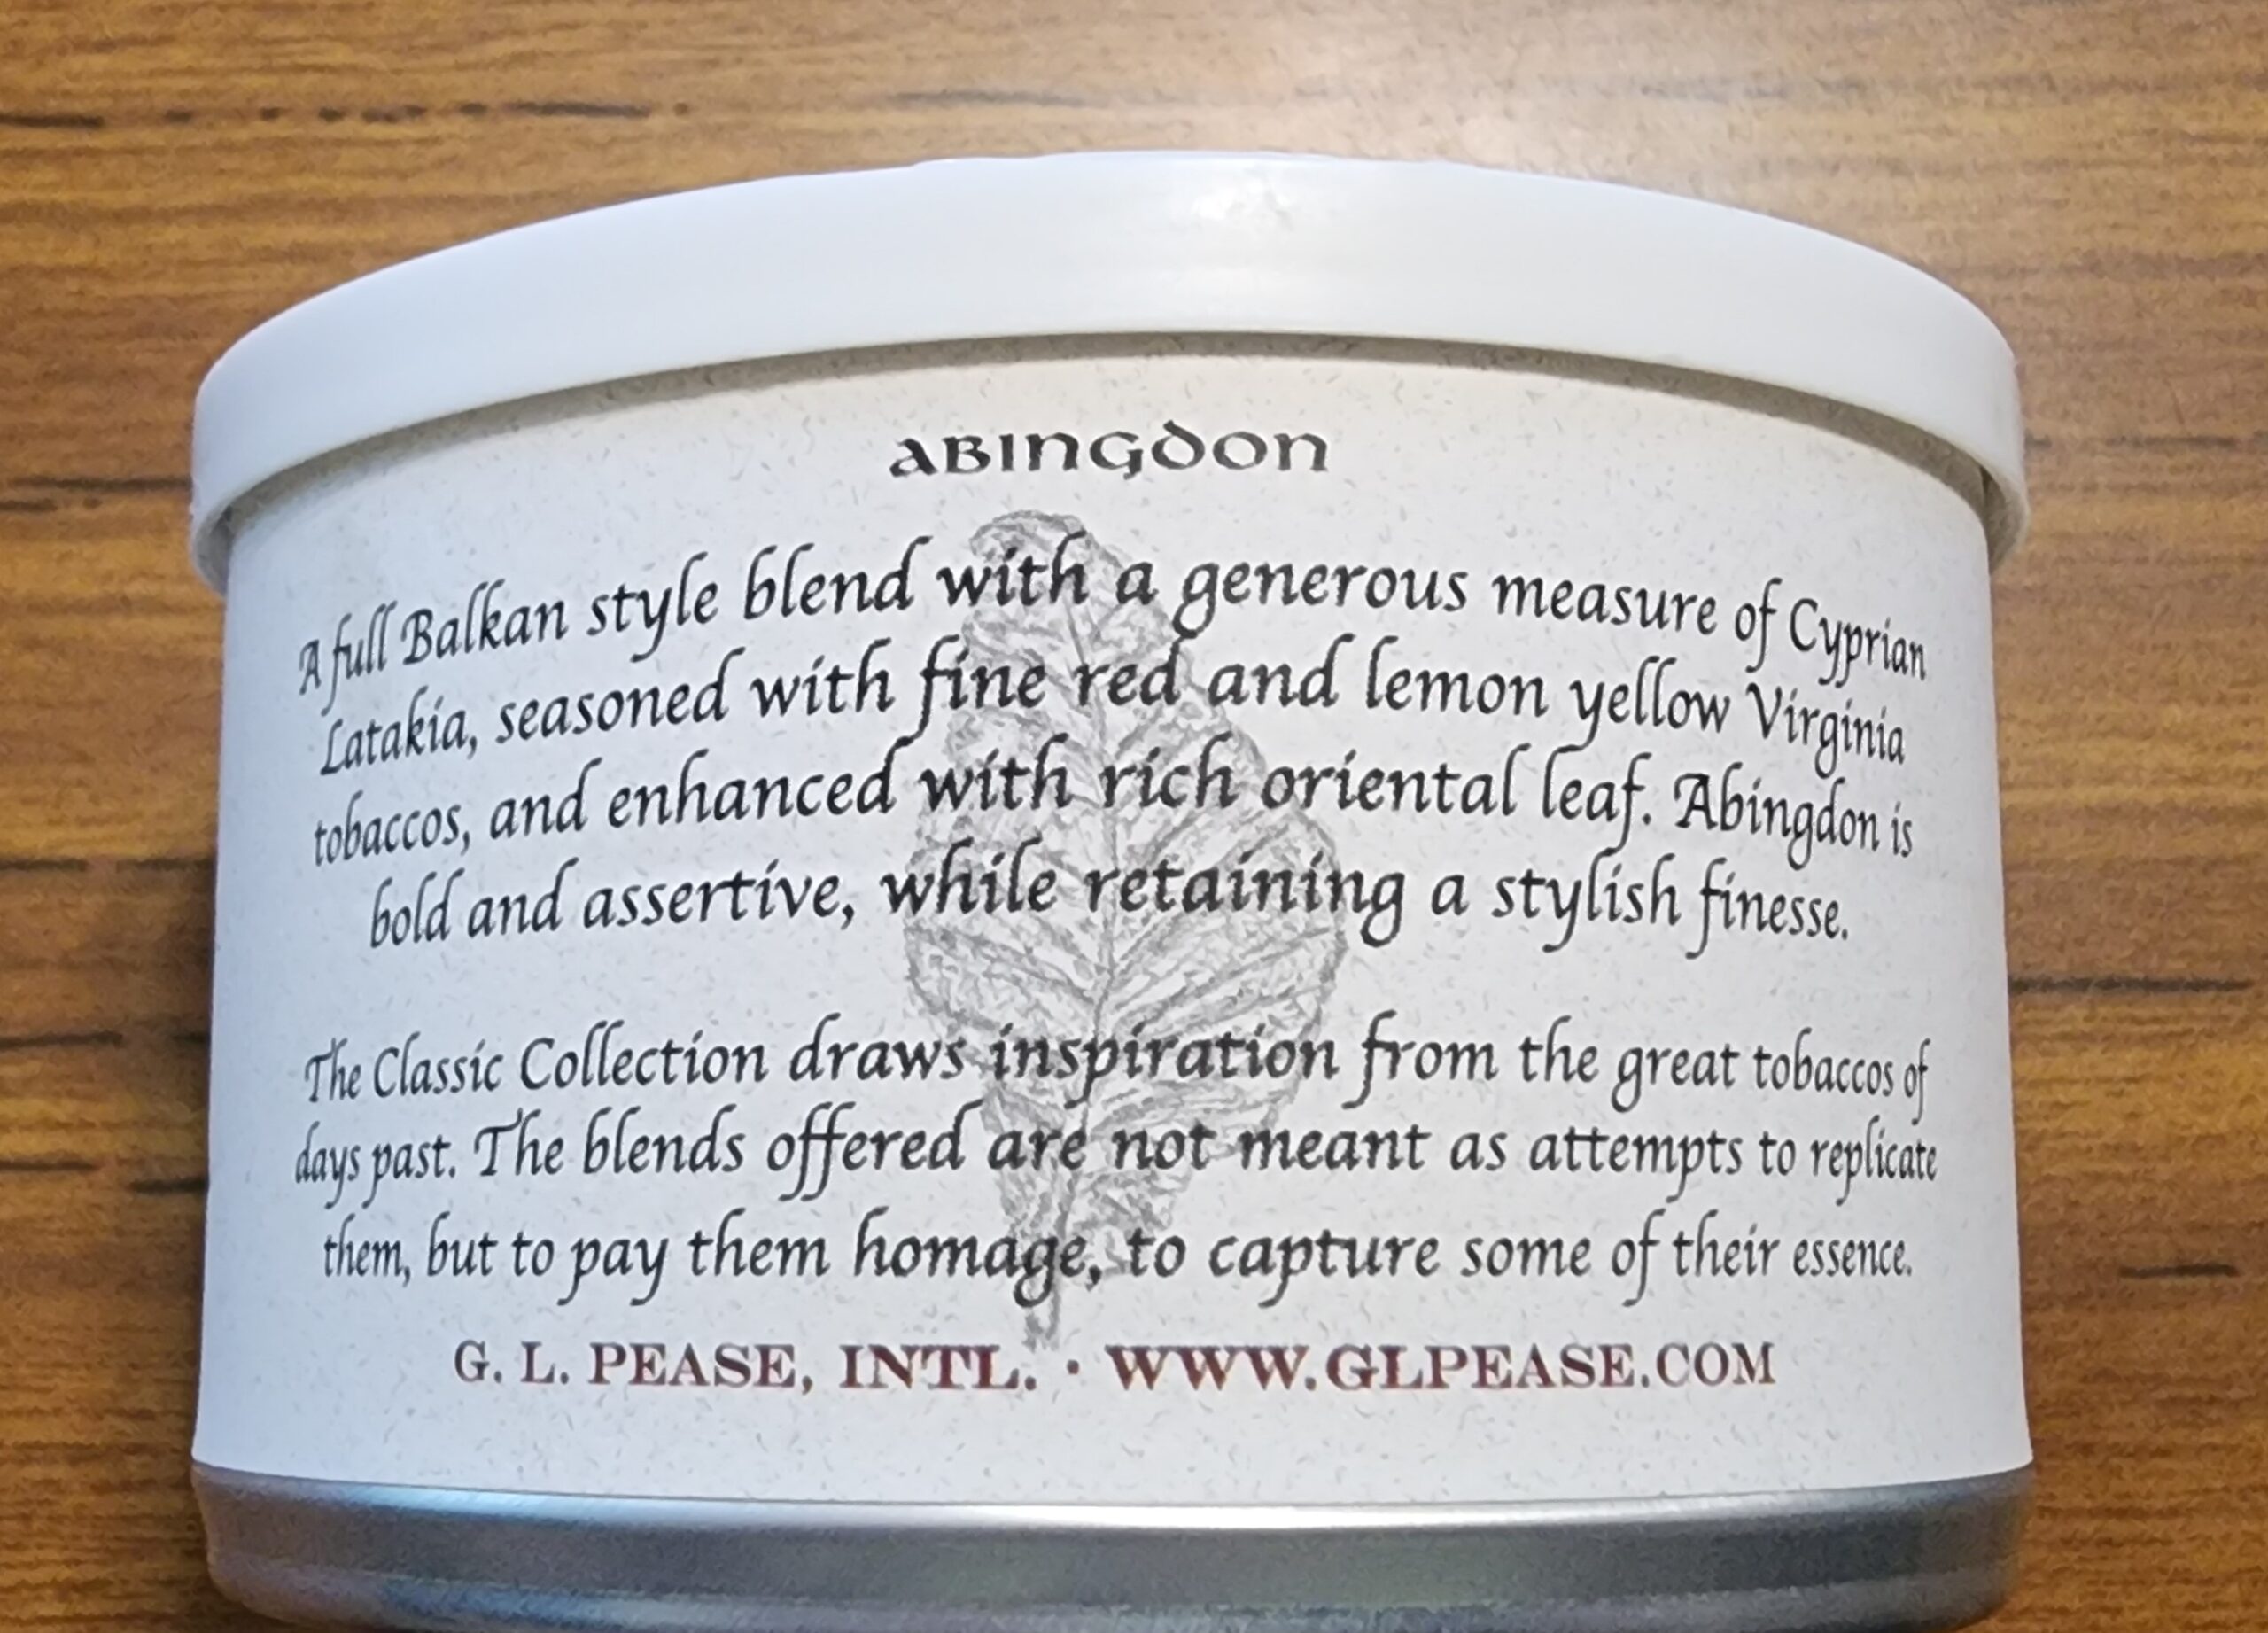 ABINGDON
A full Balkan style blend with a generous measure of Cyprian
Latakia, seasoned with fine red and lemon yellow Virginia
tobaccos, and enhanced with rich oriental leaf. Abingdon is
bold and assertive, while retaining a stylish finesse.
The Classic Collection draws inspiration from the great tobaccos of
days past. The blends offered are not meant as attempts to replicate
them, but to pay them homage, to capture some of their essence.
G. L. PEASE, INTL. · WWW.GLPEASE.COM